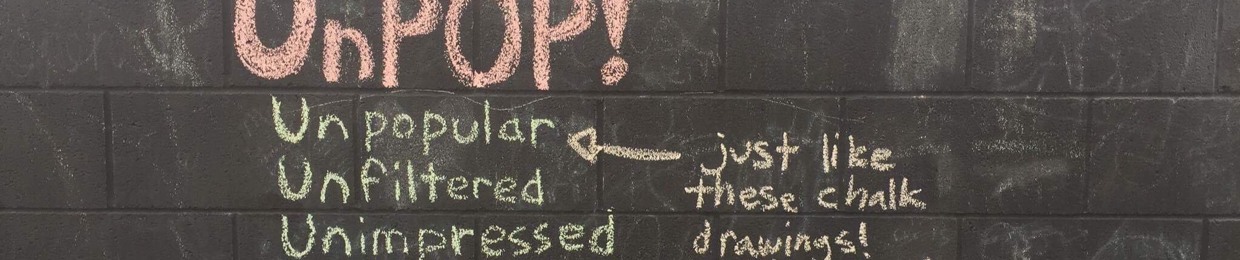 UnPOP!
Unpopular
Unfiltered
Unimpressed
just like
these chalk
drawings!